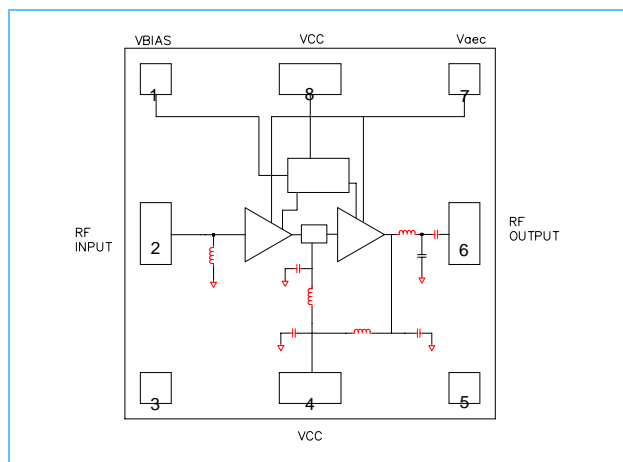 VBIAS VCC Vaec
1 8 7
RF
INPUT
2
6
RF
OUTPUT
3 4 5
VCC